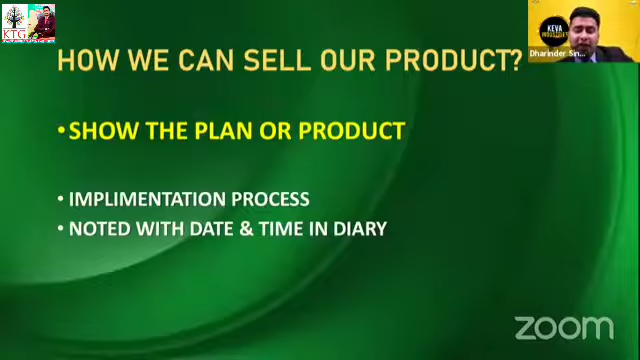 KTG
KEVA
INDUSTRIES
Dharinder Sin...
HOW WE CAN SELL OUR PRODUCT?
•SHOW THE PLAN OR PRODUCT
• IMPLIMENTATION PROCESS
• NOTED WITH DATE & TIME IN DIARY
zoom